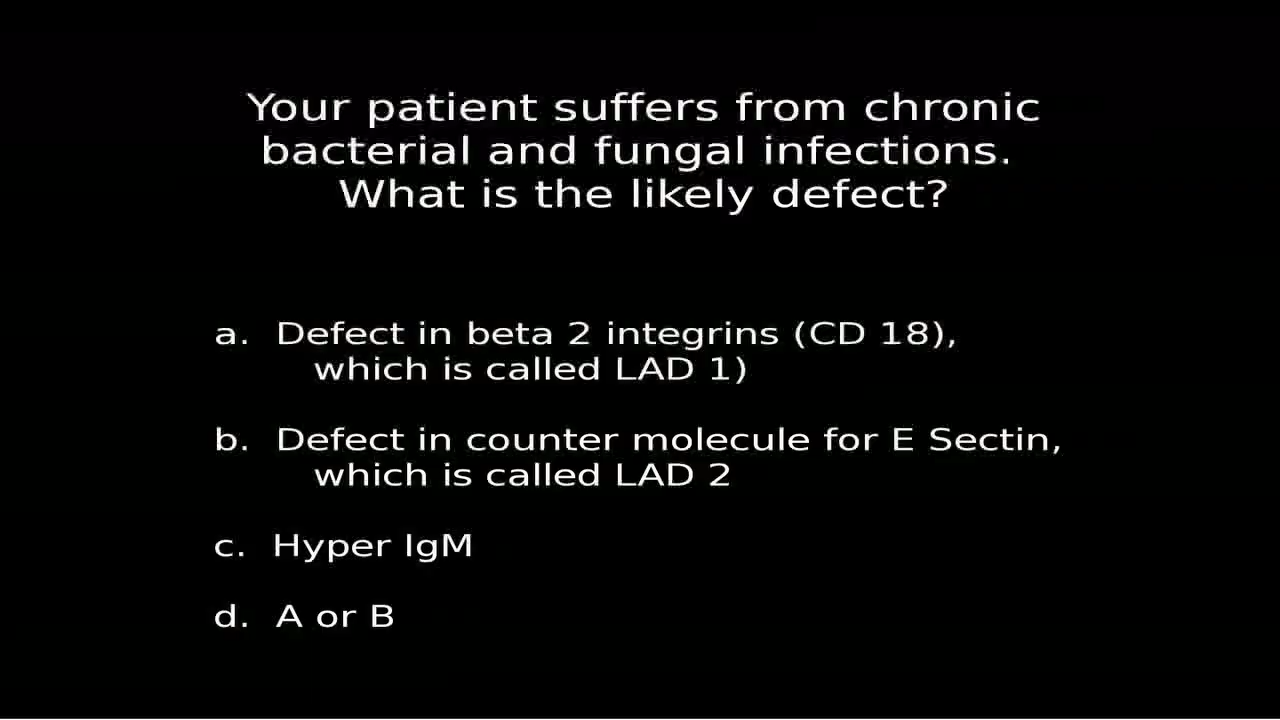 Your patient suffers from chronic
bacterial and fungal infections.
What is the likely defect?
a. Defect in beta 2 integrins (CD 18),
which is called LAD 1)
b. Defect in counter molecule for E Sectin,
which is called LAD 2
c. Hyper IgM
d. A or B